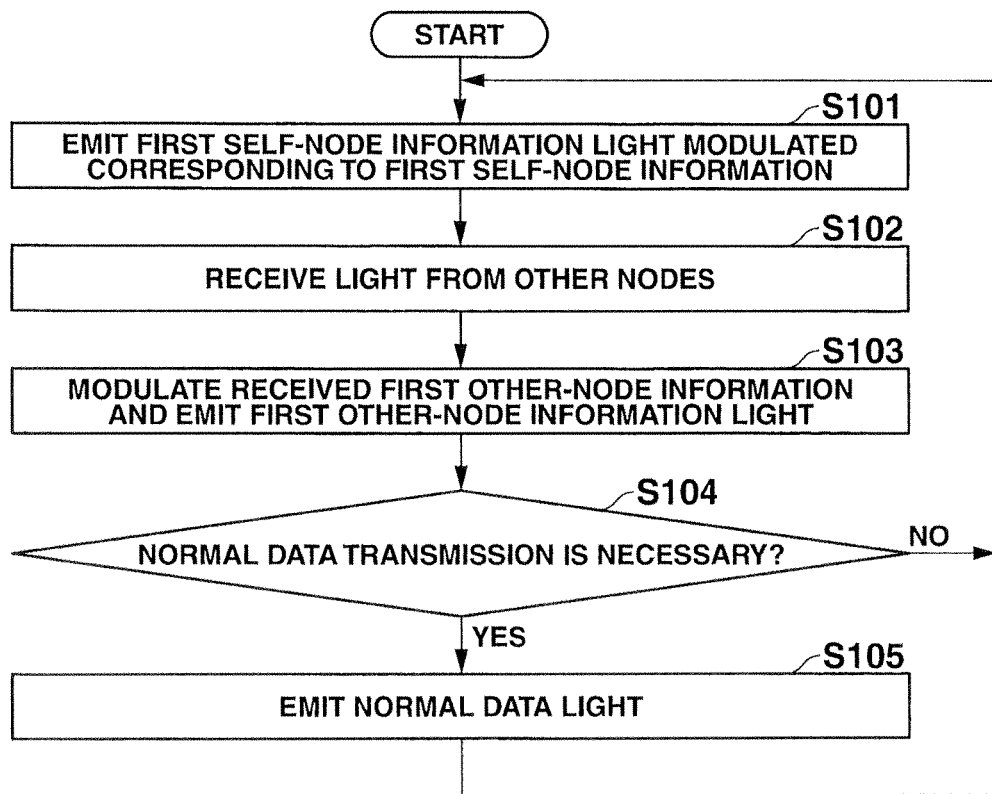 START
S101
EMIT FIRST SELF-NODE INFORMATION LIGHT MODULATED
CORRESPONDING TO FIRST SELF-NODE INFORMATION
S102
RECEIVE LIGHT FROM OTHER NODES
S103
MODULATE RECEIVED FIRST OTHER-NODE INFORMATION
AND EMIT FIRST OTHER-NODE INFORMATION LIGHT
S104
NORMAL DATA TRANSMISSION IS NECESSARY?
NO
YES
S105
EMIT NORMAL DATA LIGHT